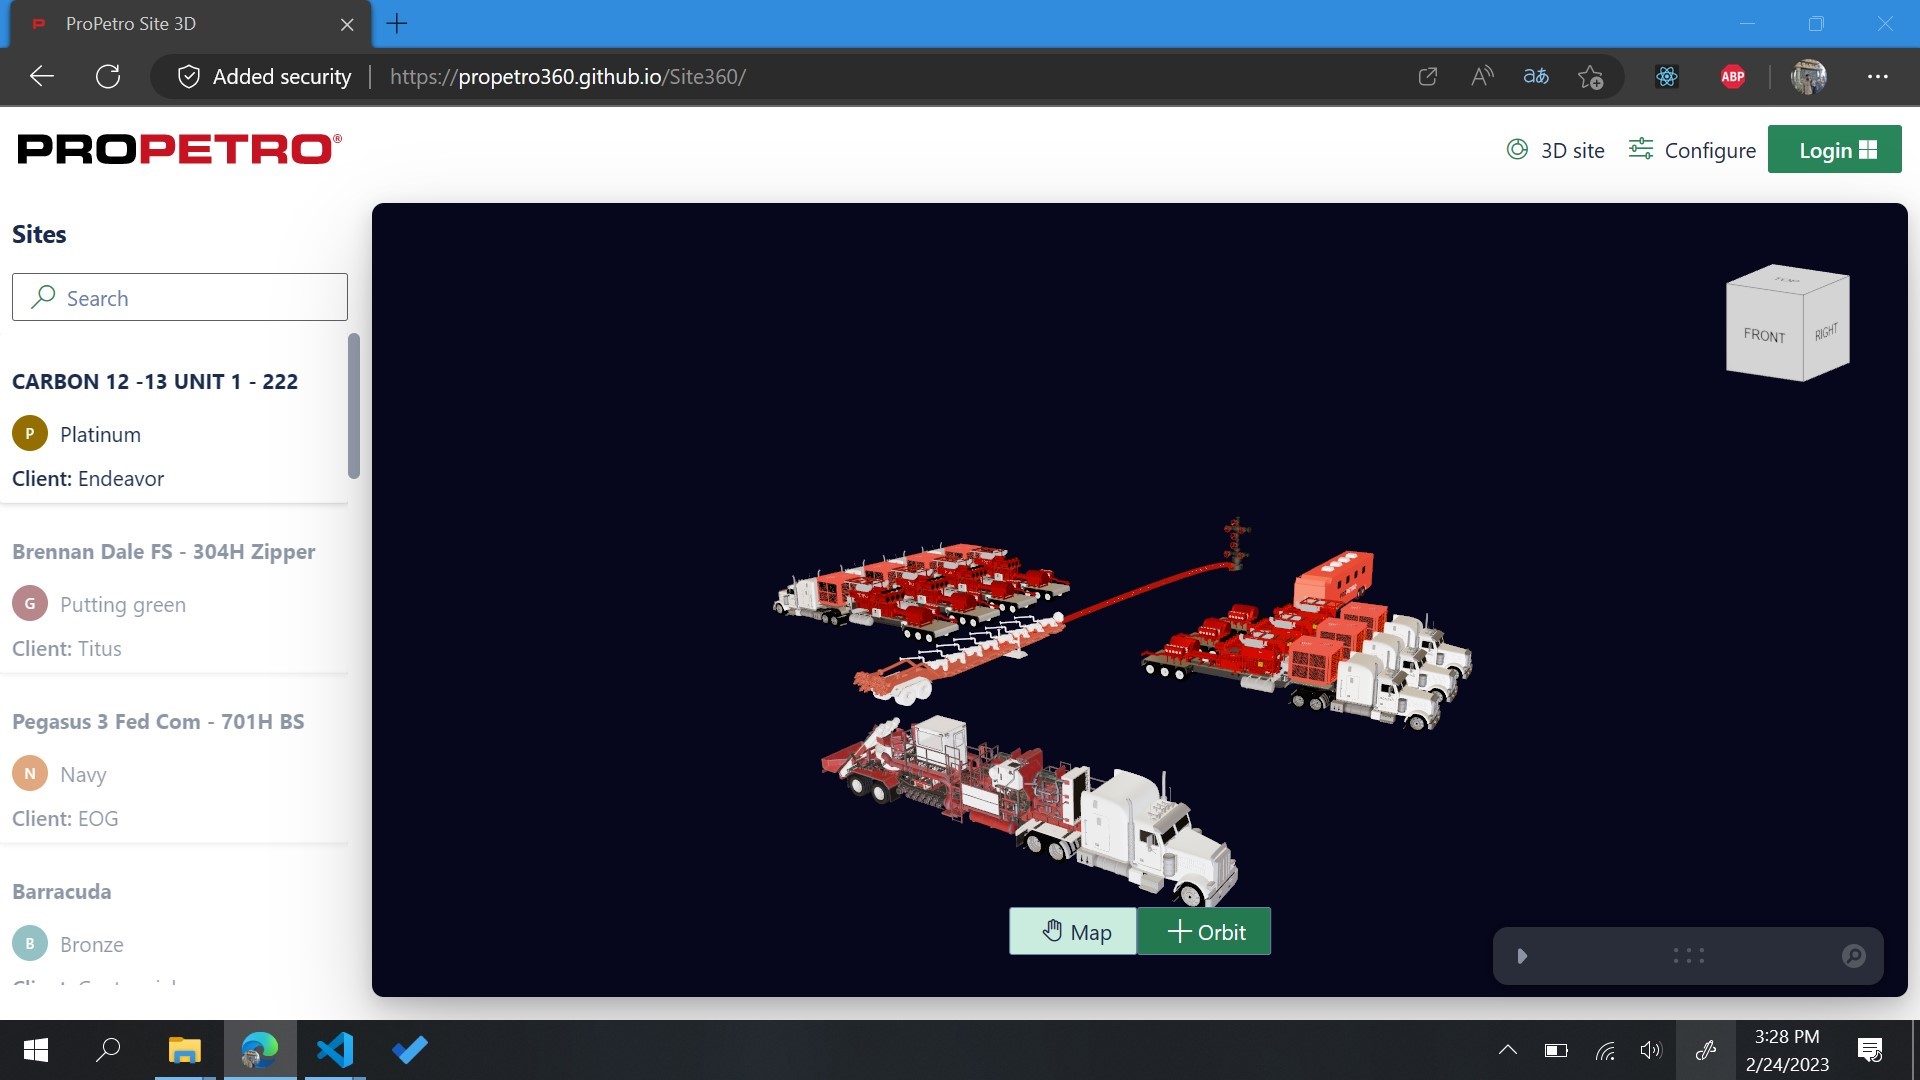 ProPetro Site 3D
Added security
https://propetro360.github.io/Site360/
aあ
ABP
PROPETRO®
3D site
Configure
Login
Sites
Search
CARBON 12 -13 UNIT 1 - 222
P
Platinum
Client: Endeavor
Brennan Dale FS - 304H Zipper
G
Putting green
Client: Titus
Pegasus 3 Fed Com - 701H BS
N
Navy
Client: EOG
Barracuda
B
Bronze
TOP
FRONT
RIGHT
Map
Orbit
3:28 PM
2/24/2023